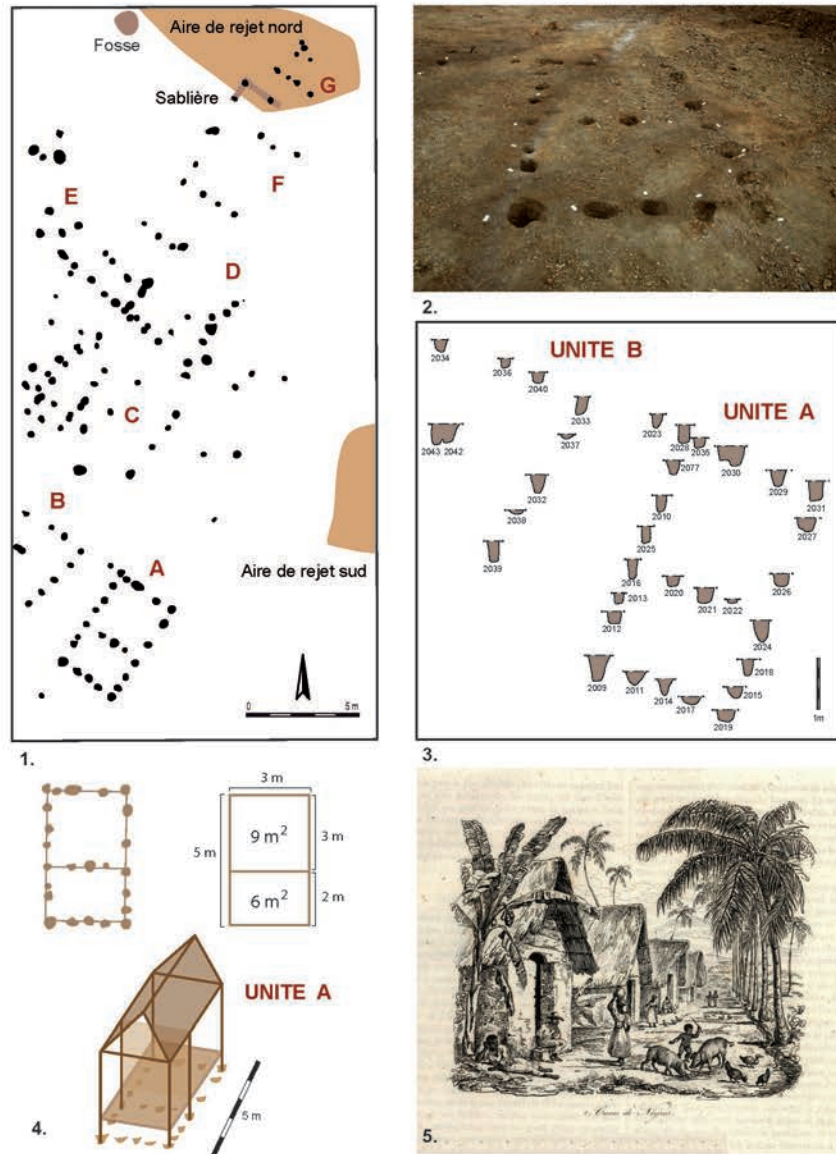 Aire de rejet nord
Fosse
Sablière
G
F
E
D
C
B
A
Aire de rejet sud
0 5 m
1.
2.
UNITE B
UNITE A
2034
2036
2040
2033
2037
2043 2042
2032
2038
2039
2023
2028
2035
2030
2077
2029
2031
2010
2027
2025
2016
2020
2026
2013
2021
2022
2012
2024
2009
2011
2014
2018
2015
2017
2019
1m
3.
3 m
5 m
9 m²
3 m
6 m²
2 m
UNITE A
5 m
4.
5.